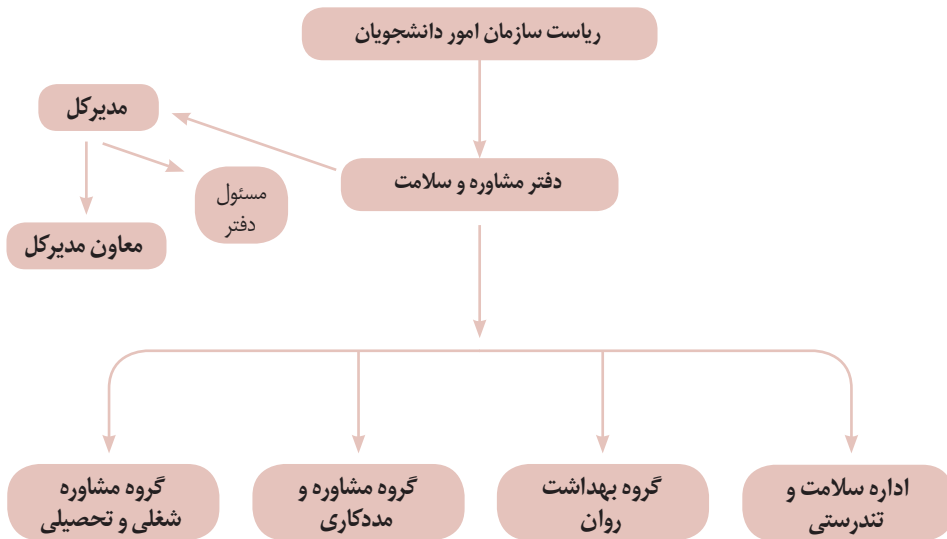 ریاست سازمان امور دانشجویان
مدیرکل
دفتر مشاوره و سلامت
مسئول
دفتر
معاون مدیرکل
اداره سلامت و
تندرستی
گروه بهداشت
روان
گروه مشاوره و
مددکاری
گروه مشاوره
شغلی و تحصیلی